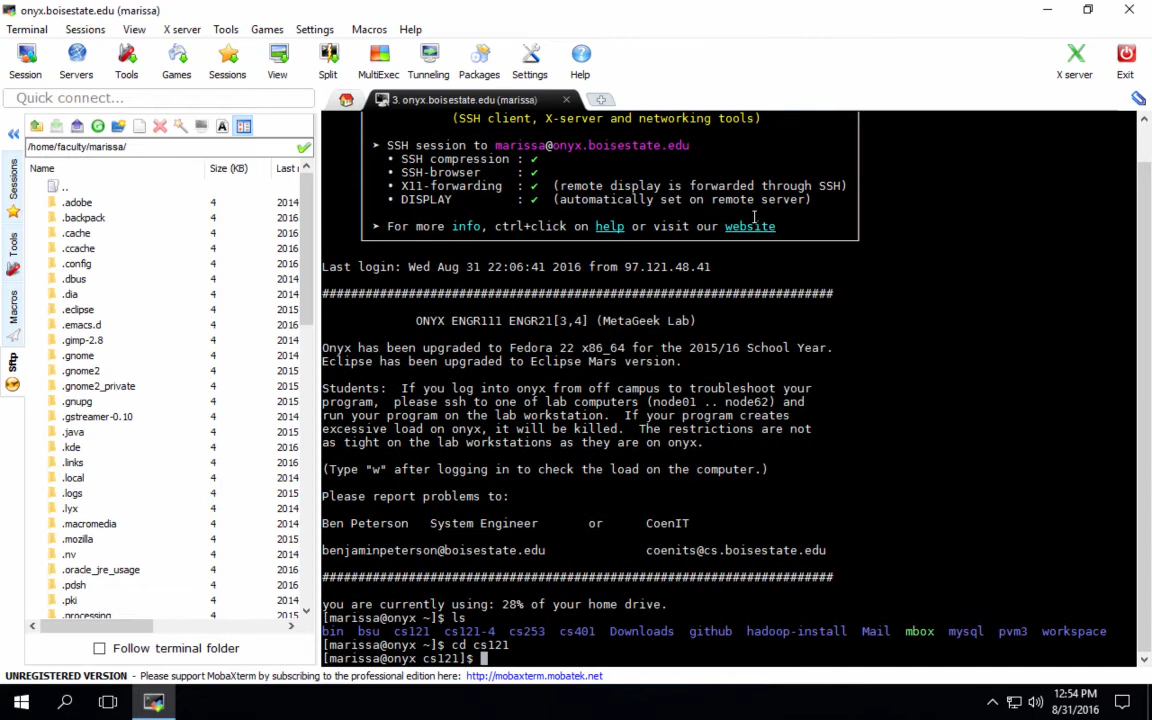 onyx.boisestate.edu (marissa)
Terminal Sessions View X server Tools Games Settings Macros Help
Session Servers Tools Games Sessions View Split MultiExec Tunneling Packages Settings Help X server Exit
Quick connect...
3. onyx.boisestate.edu (marissa)
/home/faculty/marissa/
Name Size (KB) Last r
..
.adobe 4 2014
.backpack 4 2016
.cache 4 2016
.ccache 4 2016
.config 4 2016
.dbus 4 2014
.dia 4 2014
.eclipse 4 2015
.emacs.d 4 2016
.gimp-2.8 4 2014
.gnome 4 2016
.gnome2 4 2015
.gnome2_private 4 2014
.gnupg 4 2015
.gstreamer-0.10 4 2014
.java 4 2015
.kde 4 2014
.links 4 2016
.local 4 2014
.logs 4 2015
.lyx 4 2015
.macromedia 4 2014
.mozilla 4 2015
.nv 4 2014
.oracle_jre_usage 4 2015
.pdsh 4 2016
.pki 4 2015
.processing 4 2015
Follow terminal folder
Sessions
Tools
Macros
Sftp
(SSH client, X-server and networking tools)
➤ SSH session to marissa@onyx.boisestate.edu
• SSH compression : ✔
• SSH-browser : ✔
• X11-forwarding : ✔ (remote display is forwarded through SSH)
• DISPLAY : ✔ (automatically set on remote server)
➤ For more info, ctrl+click on help or visit our website
Last login: Wed Aug 31 22:06:41 2016 from 97.121.48.41
#######################################################################
ONYX ENGR111 ENGR21[3,4] (MetaGeek Lab)
Onyx has been upgraded to Fedora 22 x86_64 for the 2015/16 School Year.
Eclipse has been upgraded to Eclipse Mars version.
Students: If you log into onyx from off campus to troubleshoot your
program, please ssh to one of lab computers (node01 .. node62) and
run your program on the lab workstation. If your program creates
excessive load on onyx, it will be killed. The restrictions are not
as tight on the lab workstations as they are on onyx.
(Type "w" after logging in to check the load on the computer.)
Please report problems to:
Ben Peterson System Engineer or CoenIT
benjaminpeterson@boisestate.edu coenits@cs.boisestate.edu
#######################################################################
you are currently using: 28% of your home drive.
[marissa@onyx ~]$ ls
bin bsu cs121 cs121-4 cs253 cs401 Downloads github hadoop-install Mail mbox mysql pvm3 workspace
[marissa@onyx ~]$ cd cs121
[marissa@onyx cs121]$
UNREGISTERED VERSION - Please support MobaXterm by subscribing to the professional edition here: http://mobaxterm.mobatek.net
12:54 PM
8/31/2016